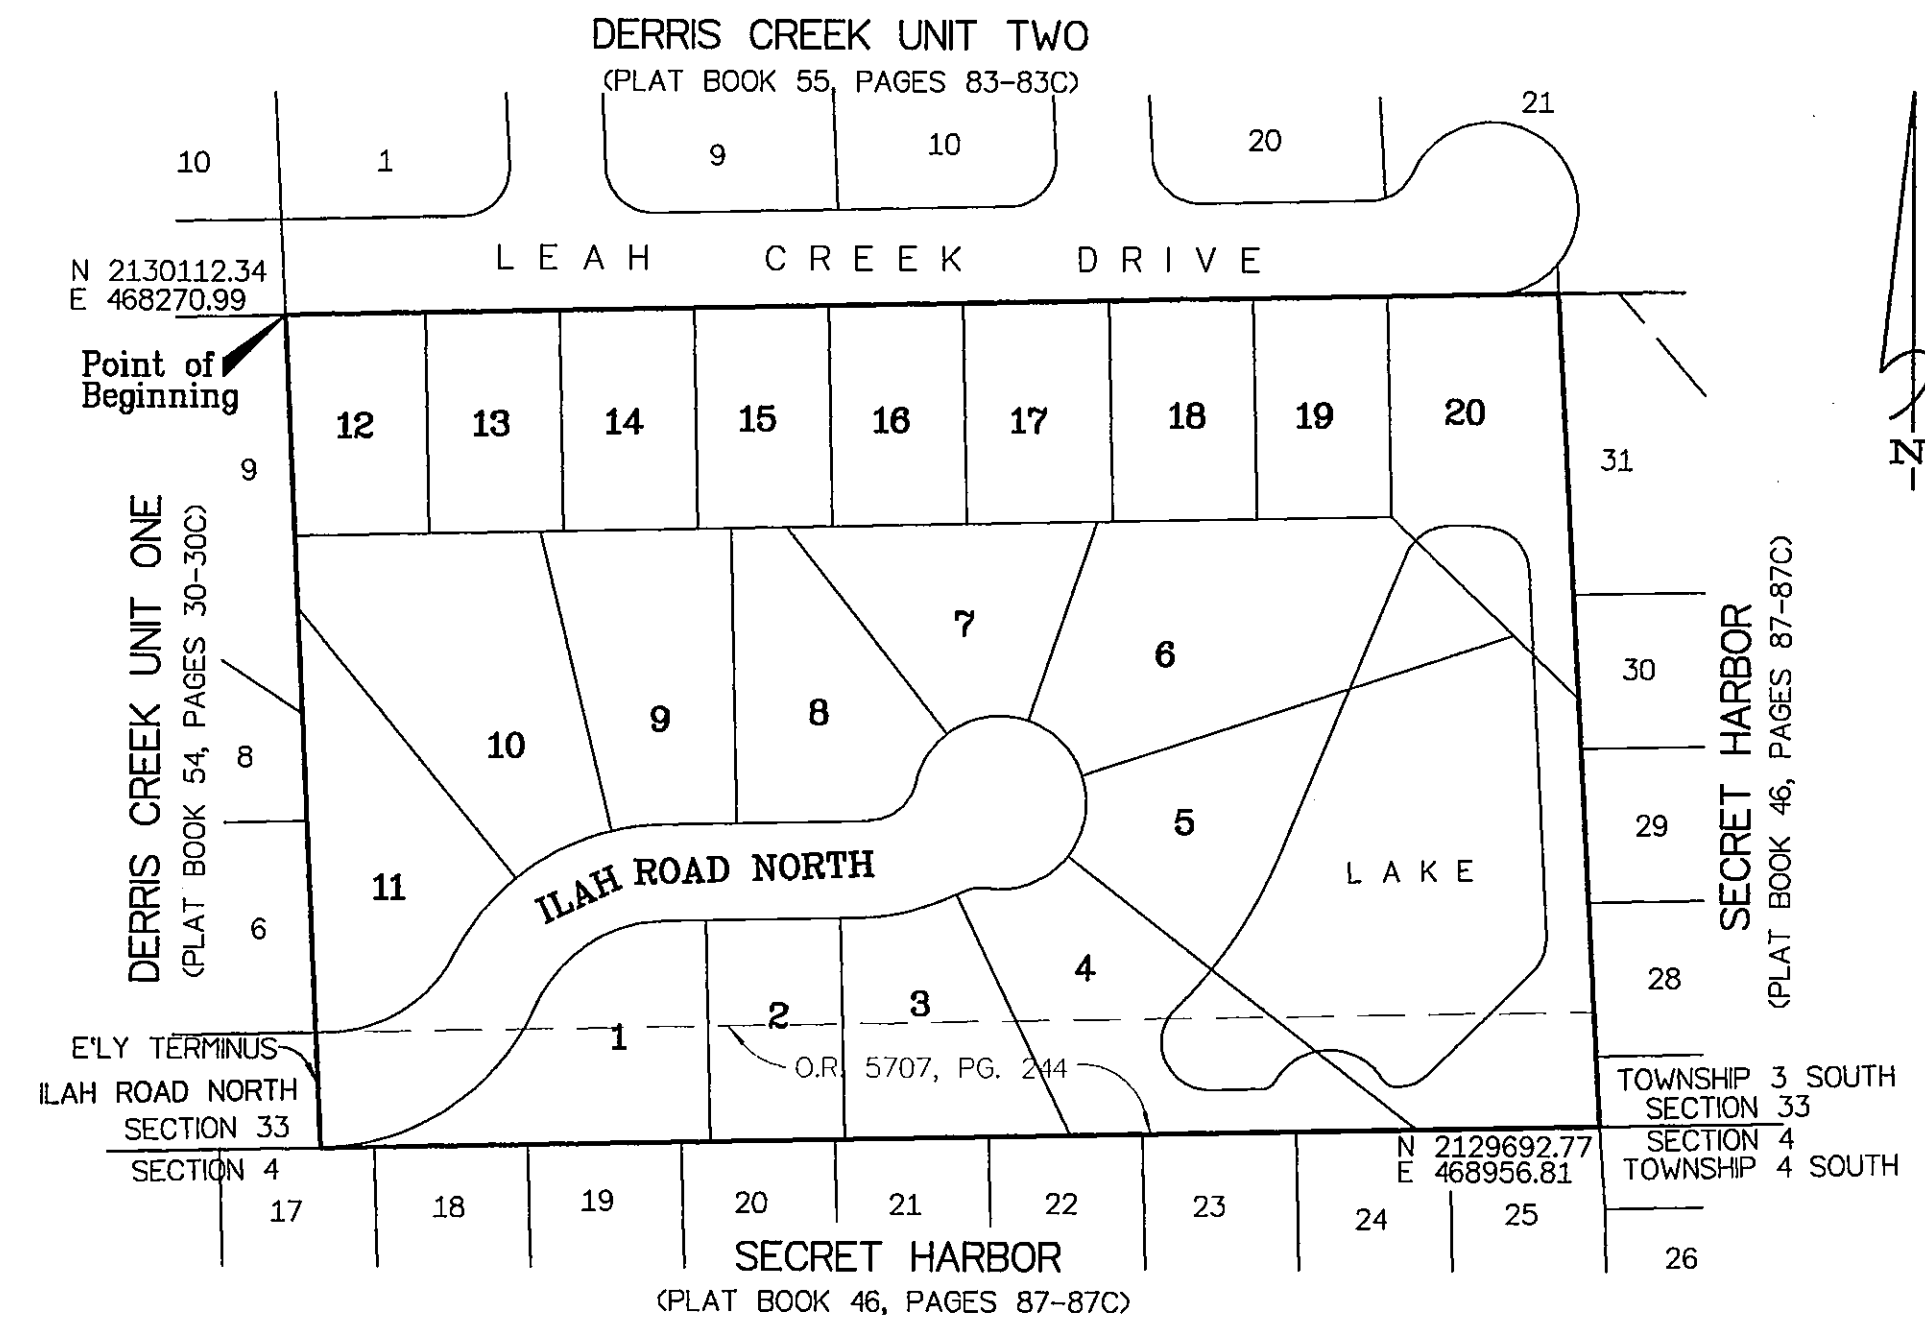 DERRIS CREEK UNIT TWO
(PLAT BOOK 55, PAGES 83-83C)
21
10
1
9
10
20
LEAH CREEK DRIVE
N 2130112.34
E 468270.99
Point of
Beginning
12
13
14
15
16
17
18
19
20
9
31
DERRIS CREEK UNIT ONE
(PLAT BOOK 54, PAGES 30-30C)
7
6
30
SECRET HARBOR
(PLAT BOOK 46, PAGES 87-87C)
8
10
9
8
5
29
ILAH ROAD NORTH
LAKE
11
6
4
28
1
2
3
E'LY TERMINUS
ILAH ROAD NORTH
O.R. 5707, PG. 244
SECTION 33
SECTION 4
TOWNSHIP 3 SOUTH
SECTION 33
SECTION 4
TOWNSHIP 4 SOUTH
N 2129692.77
E 468956.81
17
18
19
20
21
22
23
24
25
26
SECRET HARBOR
(PLAT BOOK 46, PAGES 87-87C)
N